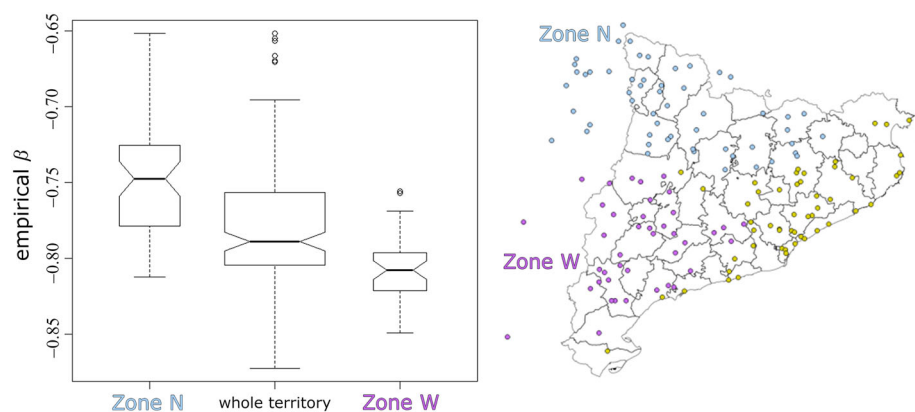 empirical β
−0.65
−0.70
−0.75
−0.80
−0.85
Zone N
whole territory
Zone W
Zone N
Zone W